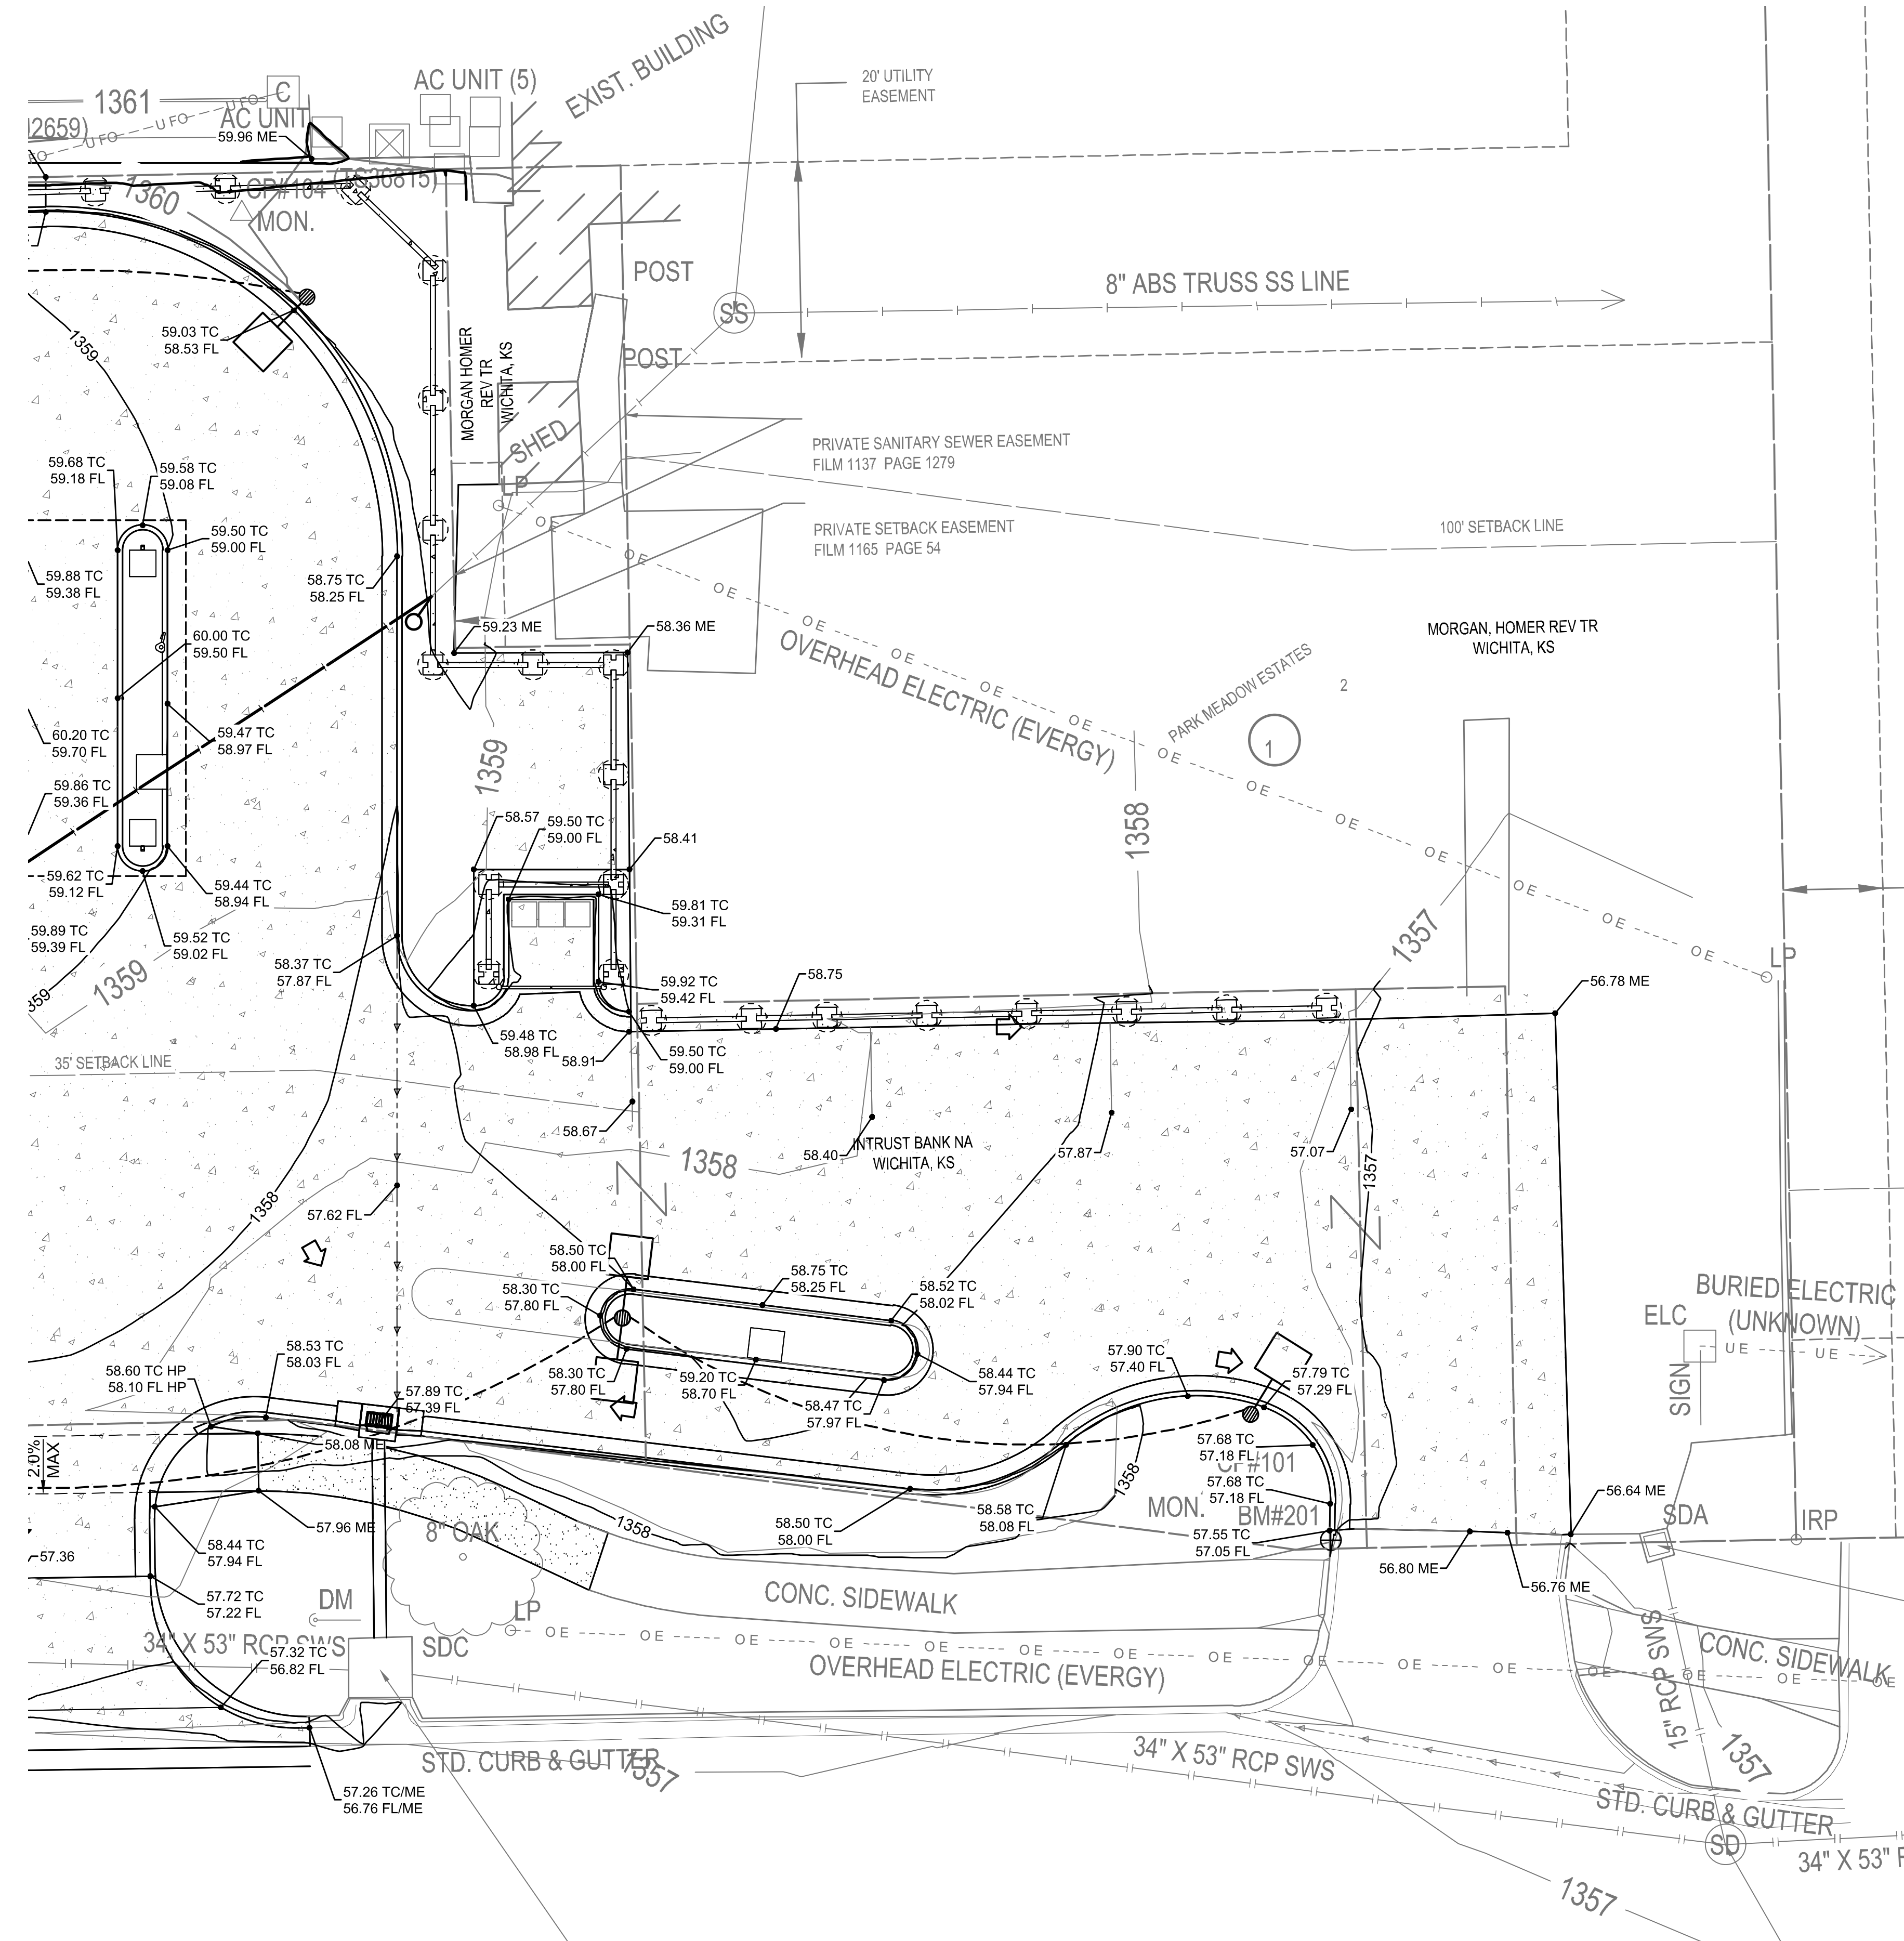 EXIST. BUILDING
AC UNIT (5)
20' UTILITY
EASEMENT
1361
C
UFO
UFO
UFO
AC UNIT
59.96 ME
CP#104 (TS36815)
MON.
1360
POST
8" ABS TRUSS SS LINE
SS
59.03 TC
58.53 FL
1359
MORGAN HOMER
REV TR
WICHITA, KS
POST
SHED
PRIVATE SANITARY SEWER EASEMENT
FILM 1137 PAGE 1279
59.68 TC
59.18 FL
59.58 TC
59.08 FL
LP
OE
PRIVATE SETBACK EASEMENT
FILM 1165 PAGE 54
100' SETBACK LINE
59.50 TC
59.00 FL
59.88 TC
59.38 FL
58.75 TC
58.25 FL
60.00 TC
59.50 FL
59.23 ME
58.36 ME
OVERHEAD ELECTRIC (EVERGY)
MORGAN, HOMER REV TR
WICHITA, KS
PARK MEADOW ESTATES
2
1
60.20 TC
59.70 FL
59.47 TC
58.97 FL
1359
1358
59.86 TC
59.36 FL
58.57
59.50 TC
59.00 FL
58.41
59.62 TC
59.12 FL
59.44 TC
58.94 FL
59.81 TC
59.31 FL
1357
59.89 TC
59.39 FL
59.52 TC
59.02 FL
LP
58.37 TC
57.87 FL
1359
59.92 TC
59.42 FL
58.75
56.78 ME
59.48 TC
58.98 FL
58.91
59.50 TC
59.00 FL
35' SETBACK LINE
58.67
1358
58.40
INTRUST BANK NA
WICHITA, KS
57.87
57.07
1357
1358
57.62 FL
58.50 TC
58.00 FL
58.75 TC
58.25 FL
58.30 TC
57.80 FL
58.52 TC
58.02 FL
BURIED ELECTRIC
(UNKNOWN)
ELC
UE
UE
SIGN
58.53 TC
58.03 FL
58.60 TC HP
58.10 FL HP
57.89 TC
57.39 FL
58.30 TC
57.80 FL
59.20 TC
58.70 FL
58.44 TC
57.94 FL
57.90 TC
57.40 FL
57.79 TC
57.29 FL
58.47 TC
57.97 FL
2.0%
MAX
58.08 ME
57.68 TC
57.18 FL
CP#101
57.68 TC
57.18 FL
1358
MON.
BM#201
56.64 ME
SDA
IRP
57.96 ME
8" OAK
1358
58.50 TC
58.00 FL
58.58 TC
58.08 FL
57.55 TC
57.05 FL
58.44 TC
57.94 FL
57.36
56.80 ME
56.76 ME
57.72 TC
57.22 FL
DM
CONC. SIDEWALK
LP
34" X 53" RCP SWS
SDC
57.32 TC
56.82 FL
OVERHEAD ELECTRIC (EVERGY)
15" RCP SWS
CONC. SIDEWALK
STD. CURB & GUTTER
1357
34" X 53" RCP SWS
1357
57.26 TC/ME
56.76 FL/ME
STD. CURB & GUTTER
SD
1357